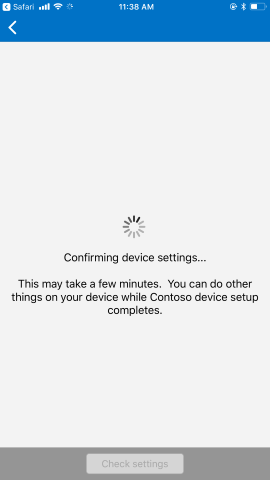 Safari 11:38 AM
Confirming device settings...
This may take a few minutes. You can do other
things on your device while Contoso device setup
completes.
Check settings